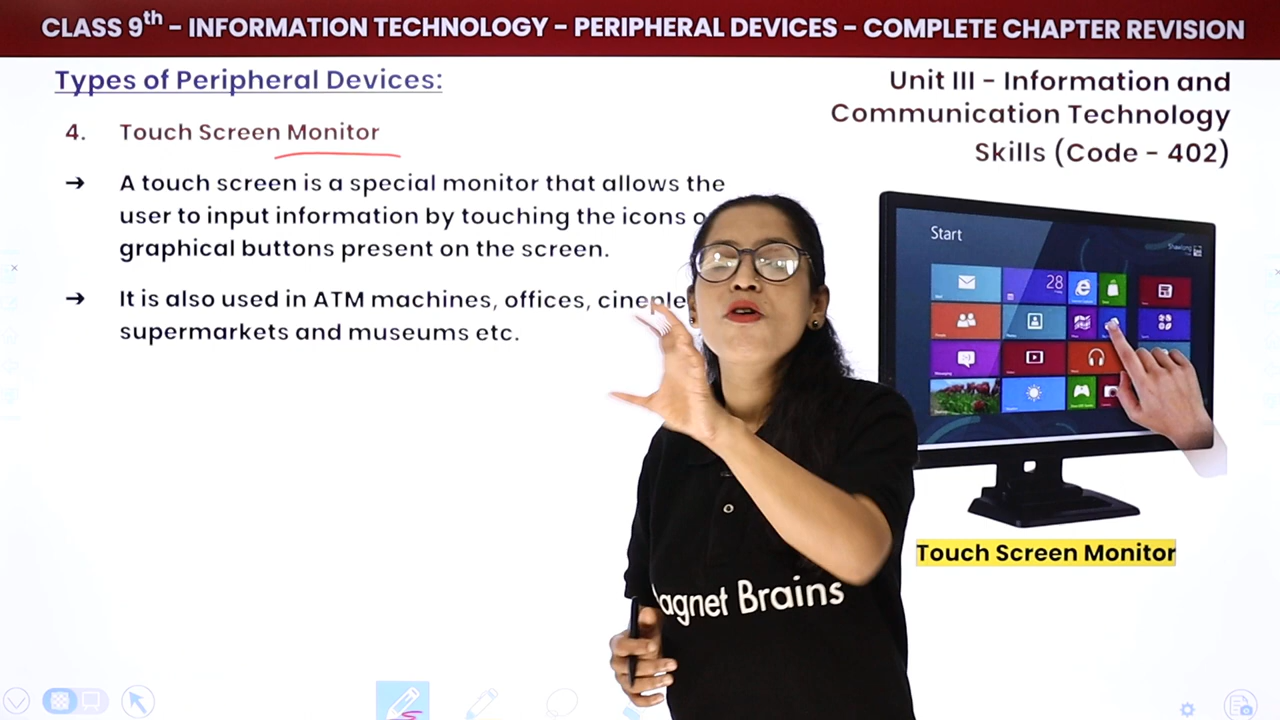 CLASS 9th – INFORMATION TECHNOLOGY – PERIPHERAL DEVICES – COMPLETE CHAPTER REVISION
Types of Peripheral Devices:
Unit III – Information and
Communication Technology
Skills (Code – 402)
4. Touch Screen Monitor
→ A touch screen is a special monitor that allows the
user to input information by touching the icons
graphical buttons present on the screen.
→ It is also used in ATM machines, offices,
supermarkets and museums etc.
Start
28
Touch Screen Monitor
agnet Brains